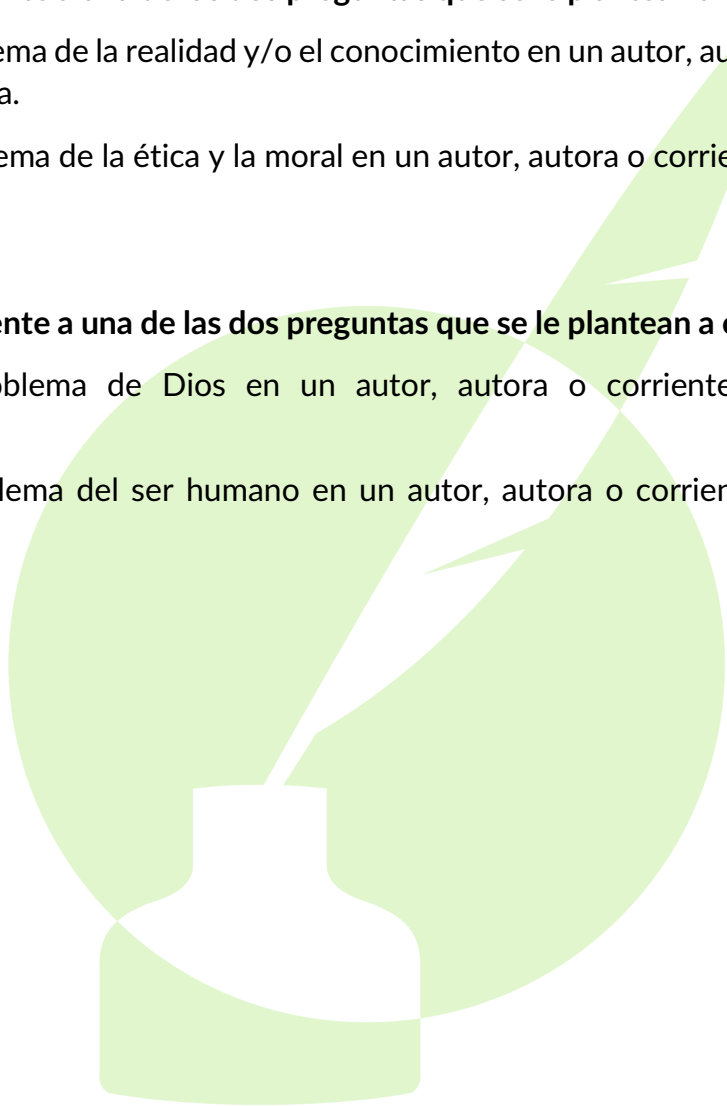 ema de la realidad y/o el conocimiento en un autor, au
a.
ema de la ética y la moral en un autor, autora o corrie
nte a una de las dos preguntas que se le plantean a c
oblema de Dios en un autor, autora o corriente
lema del ser humano en un autor, autora o corrien